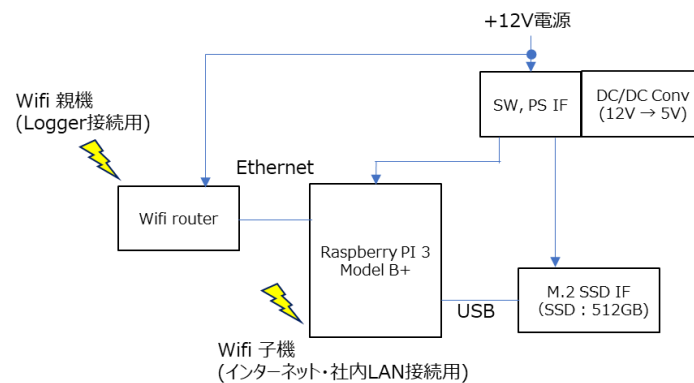 +12V電源
SW, PS IF
DC/DC Conv
(12V → 5V)
Wifi 親機
(Logger接続用)
Ethernet
Wifi router
Raspberry PI 3
Model B+
M.2 SSD IF
（SSD：512GB)
USB
Wifi 子機
(インターネット・社内LAN接続用)